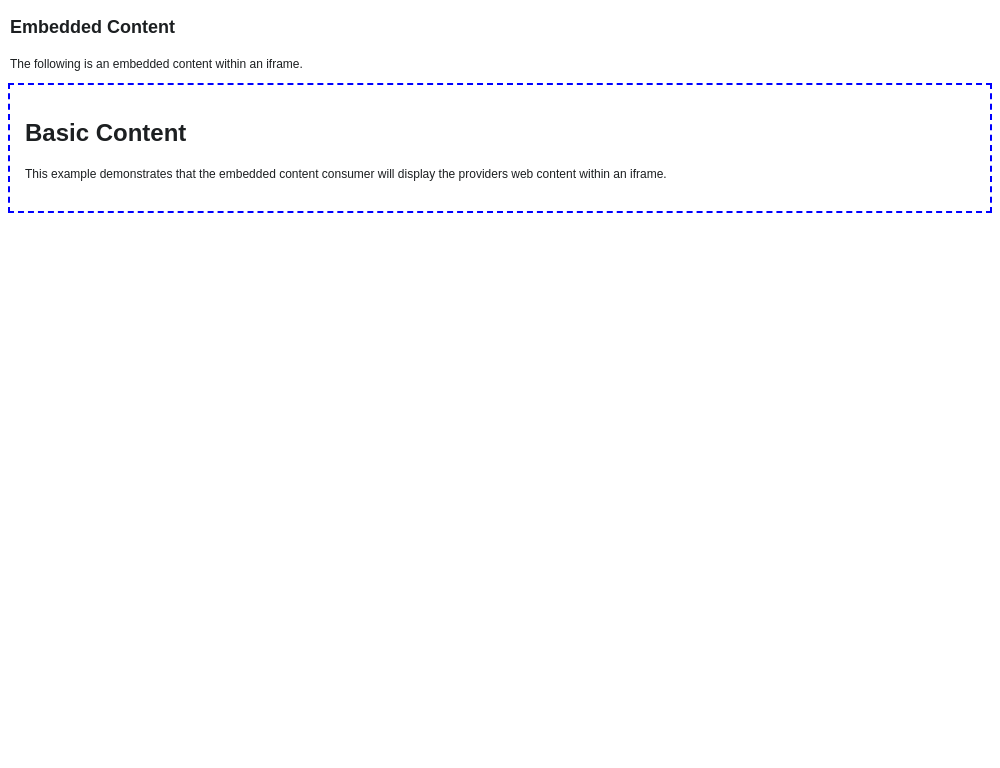 Embedded Content
The following is an embedded content within an iframe.
Basic Content
This example demonstrates that the embedded content consumer will display the providers web content within an iframe.